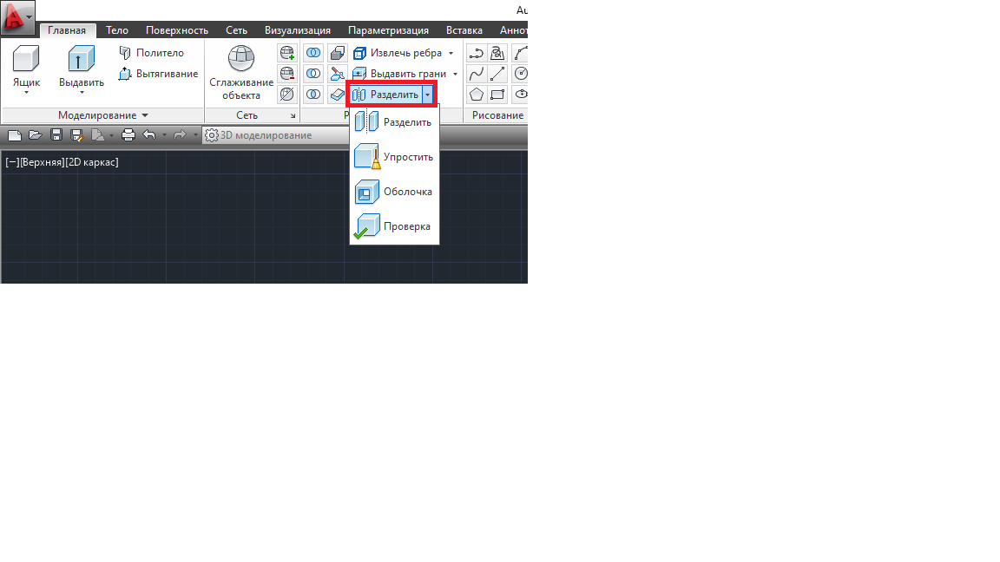 Au
Главная Тело Поверхность Сеть Визуализация Параметризация Вставка Аннот
Ящик
Выдавить
Политело
Вытягивание
Моделирование
Сглаживание
объекта
Сеть
Извлечь ребра
Выдавить грани
Разделить
Р
Рисование
3D моделирование
Разделить
Упростить
Оболочка
Проверка
[−][Верхняя][2D каркас]